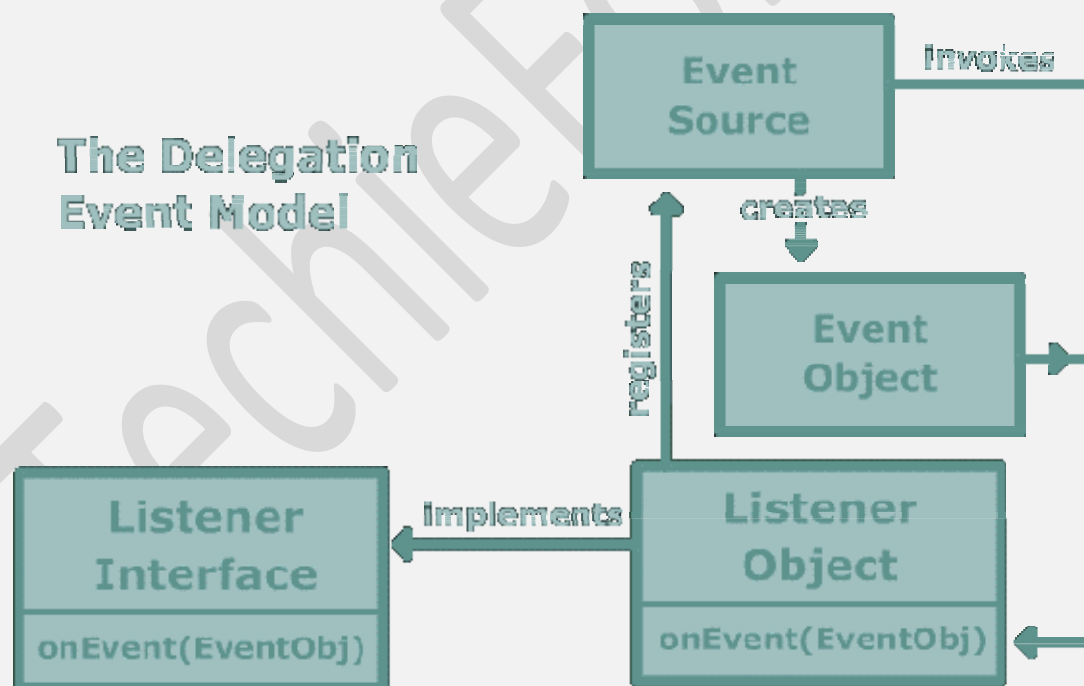 Event
Source
invokes
The Delegation
Event Model
creates
registers
Event
Object
Listener
Interface
onEvent(EventObj)
implements
Listener
Object
onEvent(EventObj)